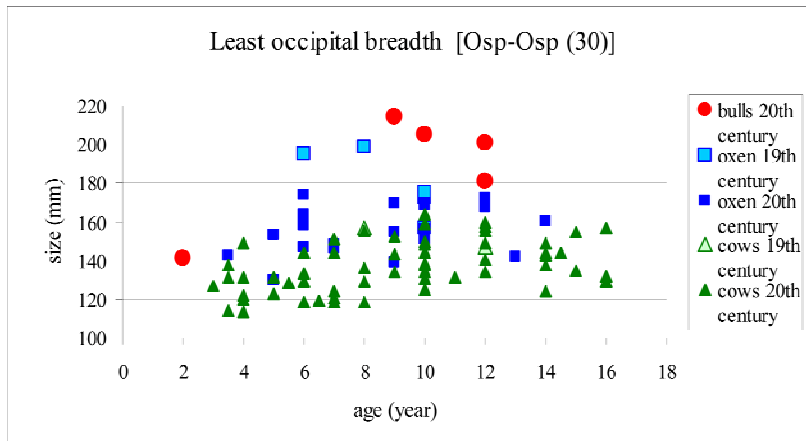 Least occipital breadth [Osp-Osp (30)]
220
200
180
160
140
120
100
size (mm)
0 2 4 6 8 10 12 14 16 18
age (year)
bulls 20th
century
oxen 19th
century
oxen 20th
century
cows 19th
century
cows 20th
century